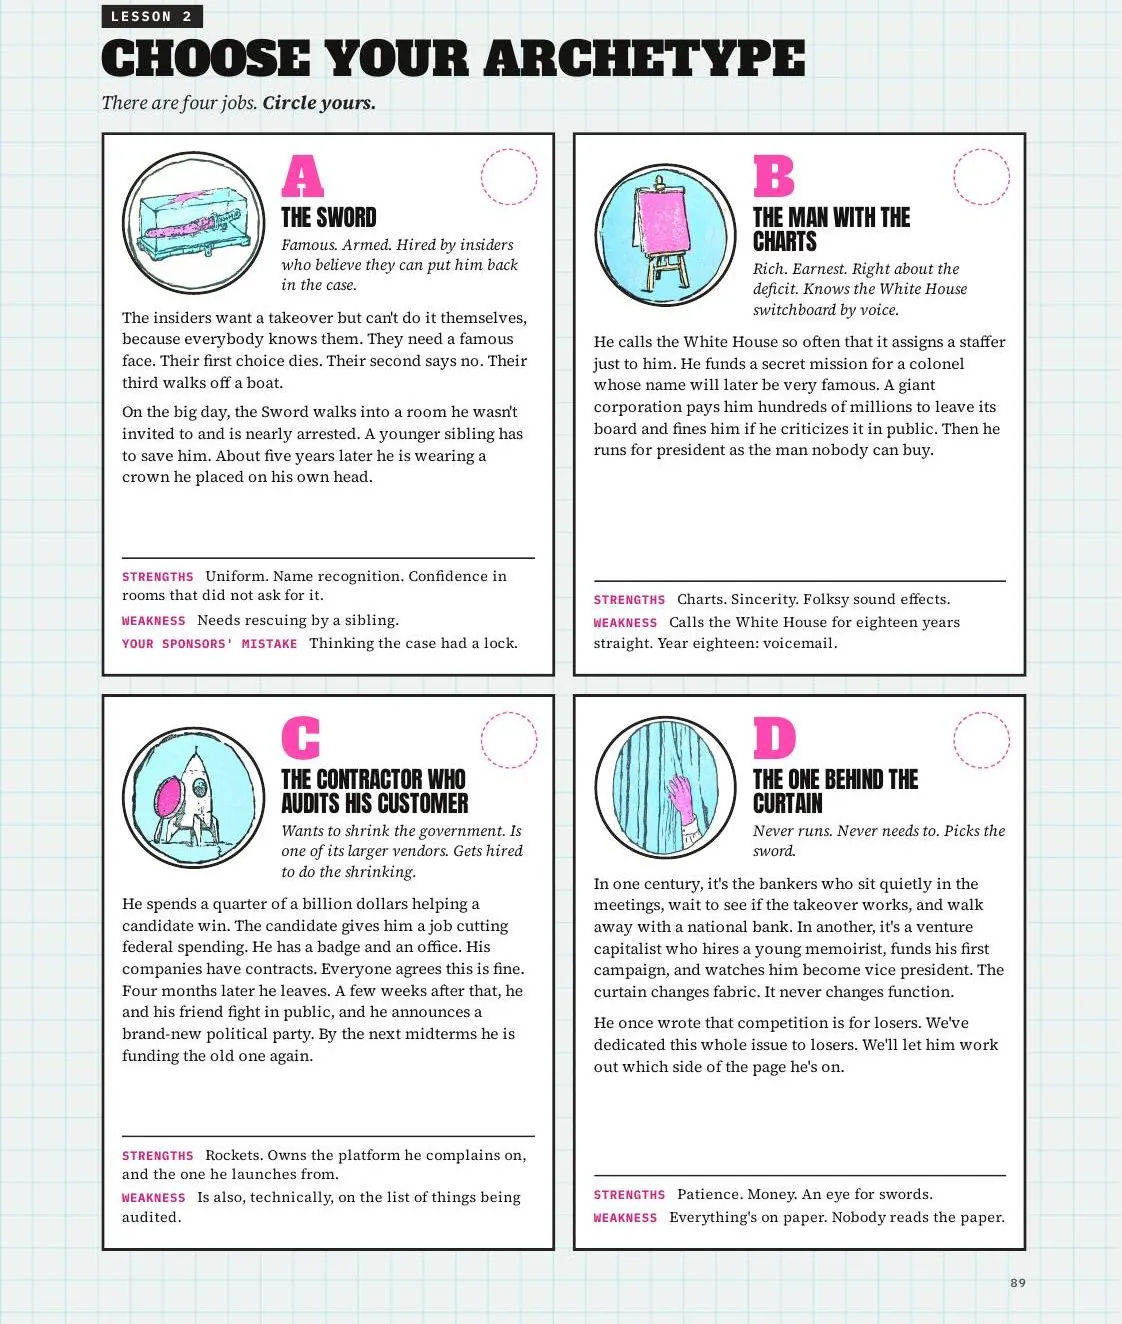 LESSON 2
CHOOSE YOUR ARCHETYPE
There are four jobs. Circle yours.
A
THE SWORD
Famous. Armed. Hired by insiders
who believe they can put him back
in the case.
The insiders want a takeover but can't do it themselves,
because everybody knows them. They need a famous
face. Their first choice dies. Their second says no. Their
third walks off a boat.
On the big day, the Sword walks into a room he wasn't
invited to and is nearly arrested. A younger sibling has
to save him. About five years later he is wearing a
crown he placed on his own head.
STRENGTHS Uniform. Name recognition. Confidence in
rooms that did not ask for it.
WEAKNESS Needs rescuing by a sibling.
YOUR SPONSORS' MISTAKE Thinking the case had a lock.
B
THE MAN WITH THE
CHARTS
Rich. Earnest. Right about the
deficit. Knows the White House
switchboard by voice.
He calls the White House so often that it assigns a staffer
just to him. He funds a secret mission for a colonel
whose name will later be very famous. A giant
corporation pays him hundreds of millions to leave its
board and fines him if he criticizes it in public. Then he
runs for president as the man nobody can buy.
STRENGTHS Charts. Sincerity. Folksy sound effects.
WEAKNESS Calls the White House for eighteen years
straight. Year eighteen: voicemail.
C
THE CONTRACTOR WHO
AUDITS HIS CUSTOMER
Wants to shrink the government. Is
one of its larger vendors. Gets hired
to do the shrinking.
He spends a quarter of a billion dollars helping a
candidate win. The candidate gives him a job cutting
federal spending. He has a badge and an office. His
companies have contracts. Everyone agrees this is fine.
Four months later he leaves. A few weeks after that, he
and his friend fight in public, and he announces a
brand-new political party. By the next midterms he is
funding the old one again.
STRENGTHS Rockets. Owns the platform he complains on,
and the one he launches from.
WEAKNESS Is also, technically, on the list of things being
audited.
D
THE ONE BEHIND THE
CURTAIN
Never runs. Never needs to. Picks the
sword.
In one century, it's the bankers who sit quietly in the
meetings, wait to see if the takeover works, and walk
away with a national bank. In another, it's a venture
capitalist who hires a young memoirist, funds his first
campaign, and watches him become vice president. The
curtain changes fabric. It never changes function.
He once wrote that competition is for losers. We've
dedicated this whole issue to losers. We'll let him work
out which side of the page he's on.
STRENGTHS Patience. Money. An eye for swords.
WEAKNESS Everything's on paper. Nobody reads the paper.
89